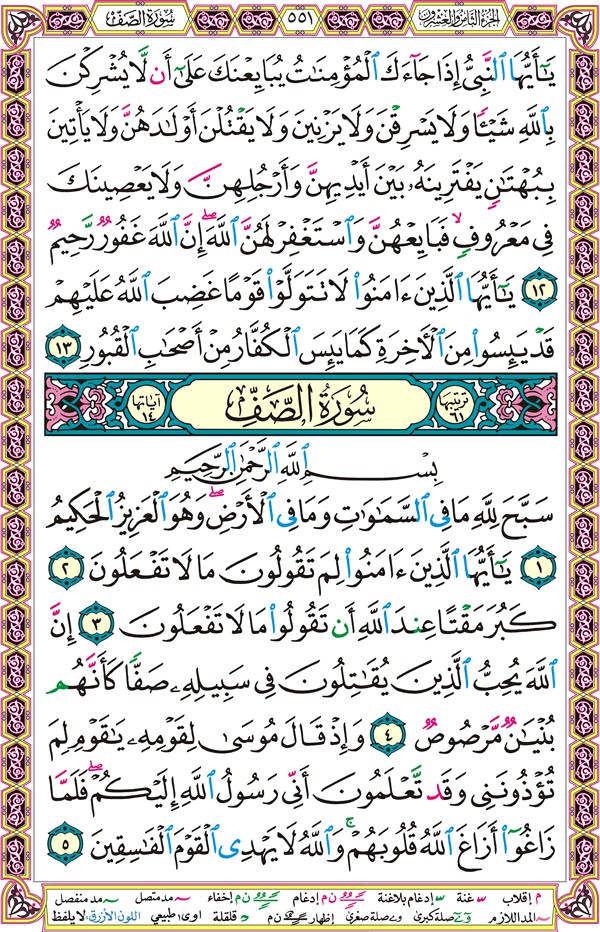 الجزء الثامن والعشرون ٥٥١ سورة الصف
يَـٰٓأَيُّهَا ٱلنَّبِىُّ إِذَا جَآءَكَ ٱلْمُؤْمِنَـٰتُ يُبَايِعْنَكَ عَلَىٰٓ أَن لَّا يُشْرِكْنَ
بِٱللَّهِ شَيْـًٔا وَلَا يَسْرِقْنَ وَلَا يَزْنِينَ وَلَا يَقْتُلْنَ أَوْلَـٰدَهُنَّ وَلَا يَأْتِينَ
بِبُهْتَـٰنٍ يَفْتَرِينَهُۥ بَيْنَ أَيْدِيهِنَّ وَأَرْجُلِهِنَّ وَلَا يَعْصِينَكَ
فِى مَعْرُوفٍ ۙ فَبَايِعْهُنَّ وَٱسْتَغْفِرْ لَهُنَّ ٱللَّهَ ۖ إِنَّ ٱللَّهَ غَفُورٌ رَّحِيمٌ
١٢ يَـٰٓأَيُّهَا ٱلَّذِينَ ءَامَنُوا۟ لَا تَتَوَلَّوْا۟ قَوْمًا غَضِبَ ٱللَّهُ عَلَيْهِمْ
قَدْ يَئِسُوا۟ مِنَ ٱلْـَٔاخِرَةِ كَمَا يَئِسَ ٱلْكُفَّارُ مِنْ أَصْحَـٰبِ ٱلْقُبُورِ ١٣
ترتيبها ٦١ سُورَةُ الصَّفِّ آياتها ١٤
بِسْمِ ٱللَّهِ ٱلرَّحْمَـٰنِ ٱلرَّحِيمِ
سَبَّحَ لِلَّهِ مَا فِى ٱلسَّمَـٰوَٰتِ وَمَا فِى ٱلْأَرْضِ ۖ وَهُوَ ٱلْعَزِيزُ ٱلْحَكِيمُ
١ يَـٰٓأَيُّهَا ٱلَّذِينَ ءَامَنُوا۟ لِمَ تَقُولُونَ مَا لَا تَفْعَلُونَ ٢
كَبُرَ مَقْتًا عِندَ ٱللَّهِ أَن تَقُولُوا۟ مَا لَا تَفْعَلُونَ ٣ إِنَّ
ٱللَّهَ يُحِبُّ ٱلَّذِينَ يُقَـٰتِلُونَ فِى سَبِيلِهِۦ صَفًّا كَأَنَّهُم
بُنْيَـٰنٌ مَّرْصُوصٌ ٤ وَإِذْ قَالَ مُوسَىٰ لِقَوْمِهِۦ يَـٰقَوْمِ لِمَ
تُؤْذُونَنِى وَقَد تَّعْلَمُونَ أَنِّى رَسُولُ ٱللَّهِ إِلَيْكُمْ ۖ فَلَمَّا
زَاغُوٓا۟ أَزَاغَ ٱللَّهُ قُلُوبَهُمْ ۚ وَٱللَّهُ لَا يَهْدِى ٱلْقَوْمَ ٱلْفَـٰسِقِينَ ٥
م إقلاب غنة إدغام بلاغنة ن م إدغام ن م إخفاء مد متصل مد منفصل
المد اللازم صلة كبرى صلة صغرى إظهار ن م قلقلة اوى طبيعي اللون الأزرق لا يلفظ